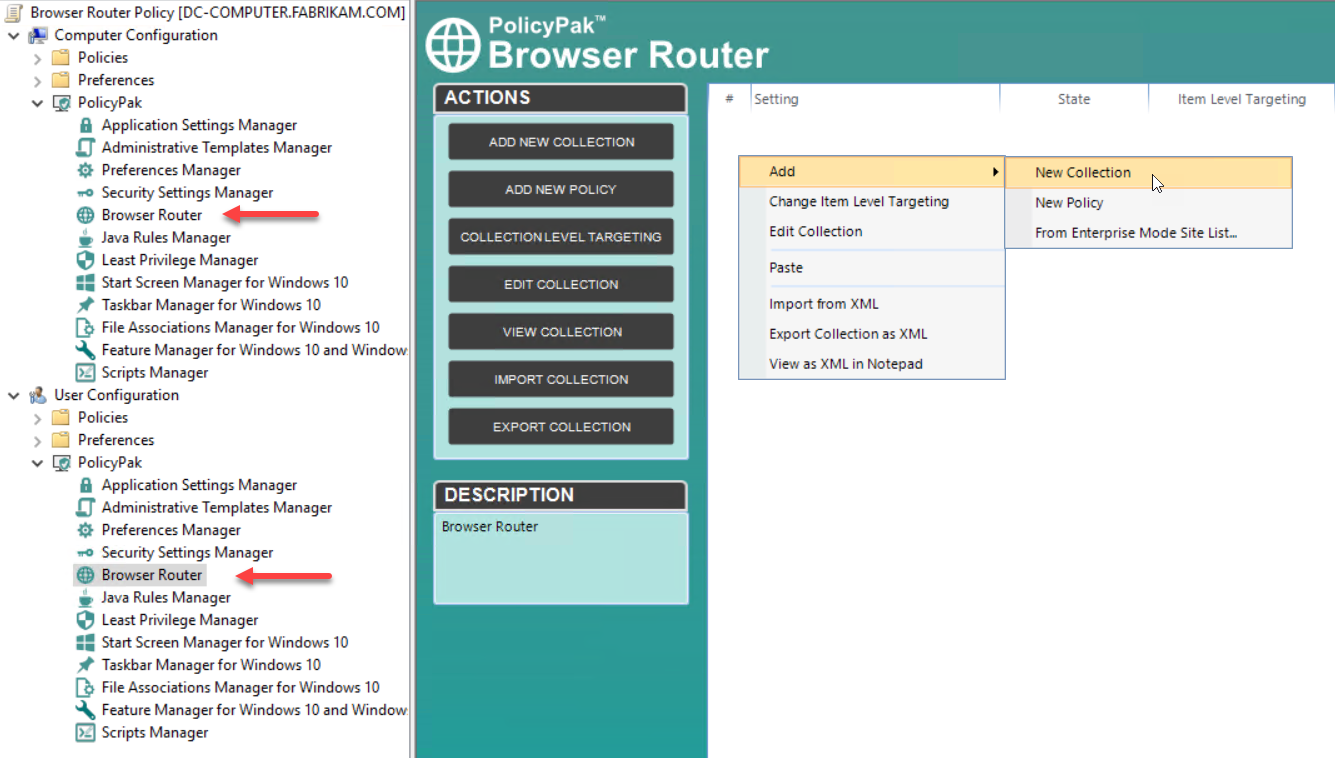 Browser Router Policy [DC-COMPUTER.FABRIKAM.COM]
Computer Configuration
Policies
Preferences
PolicyPak
Application Settings Manager
Administrative Templates Manager
Preferences Manager
Security Settings Manager
Browser Router
Java Rules Manager
Least Privilege Manager
Start Screen Manager for Windows 10
Taskbar Manager for Windows 10
File Associations Manager for Windows 10
Feature Manager for Windows 10 and Window
Scripts Manager
User Configuration
Policies
Preferences
PolicyPak
Application Settings Manager
Administrative Templates Manager
Preferences Manager
Security Settings Manager
Browser Router
Java Rules Manager
Least Privilege Manager
Start Screen Manager for Windows 10
Taskbar Manager for Windows 10
File Associations Manager for Windows 10
Feature Manager for Windows 10 and Window
Scripts Manager
PolicyPak™
Browser Router
ACTIONS
ADD NEW COLLECTION
ADD NEW POLICY
COLLECTION LEVEL TARGETING
EDIT COLLECTION
VIEW COLLECTION
IMPORT COLLECTION
EXPORT COLLECTION
DESCRIPTION
Browser Router
# Setting State Item Level Targeting
Add
Change Item Level Targeting
Edit Collection
Paste
Import from XML
Export Collection as XML
View as XML in Notepad
New Collection
New Policy
From Enterprise Mode Site List...